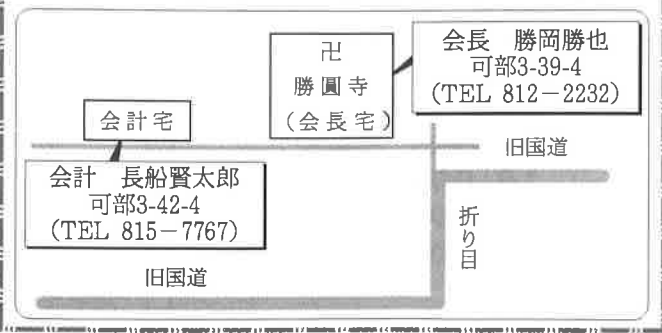 卍
勝圓寺
(会長宅)
会長 勝岡勝也
可部3-39-4
(TEL 812-2232)
会計宅
会計 長船賢太郎
可部3-42-4
(TEL 815-7767)
旧国道
折り目
旧国道